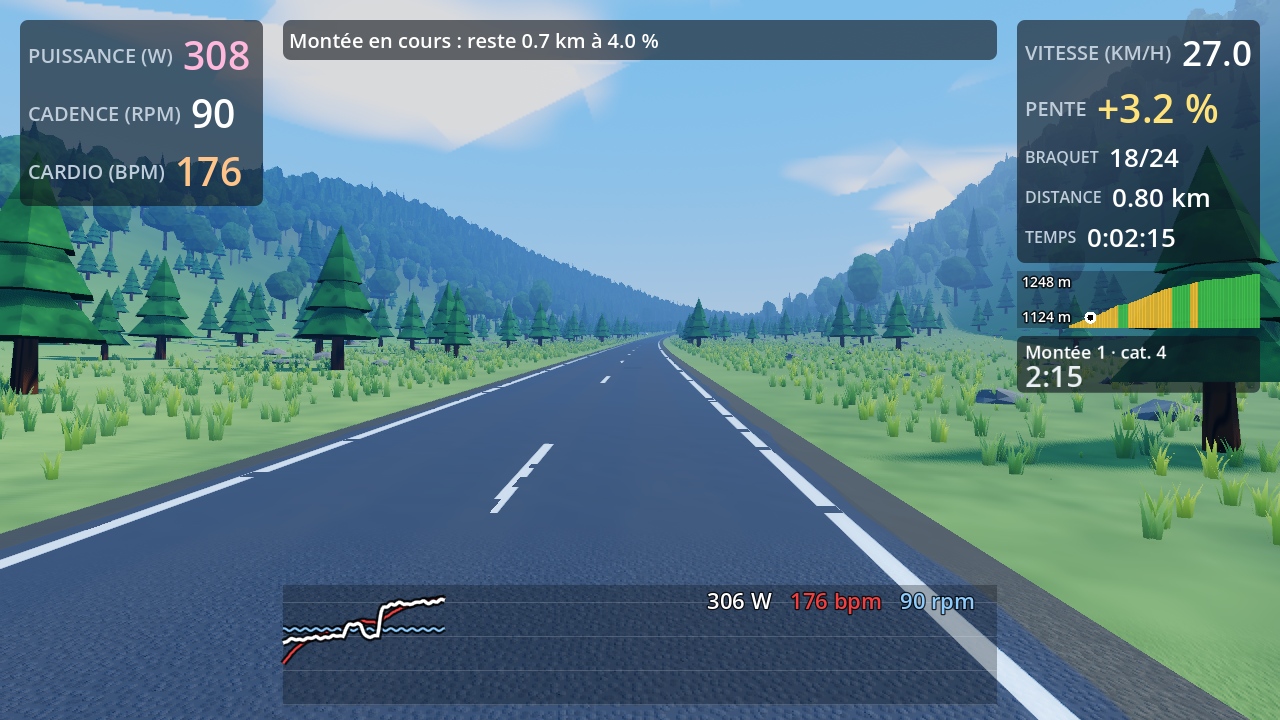 PUISSANCE (W) 308
CADENCE (RPM) 90
CARDIO (BPM) 176
Montée en cours : reste 0.7 km à 4.0 %
VITESSE (KM/H) 27.0
PENTE +3.2 %
BRAQUET 18/24
DISTANCE 0.80 km
TEMPS 0:02:15
1248 m
1124 m
Montée 1 · cat. 4
2:15
306 W 176 bpm 90 rpm